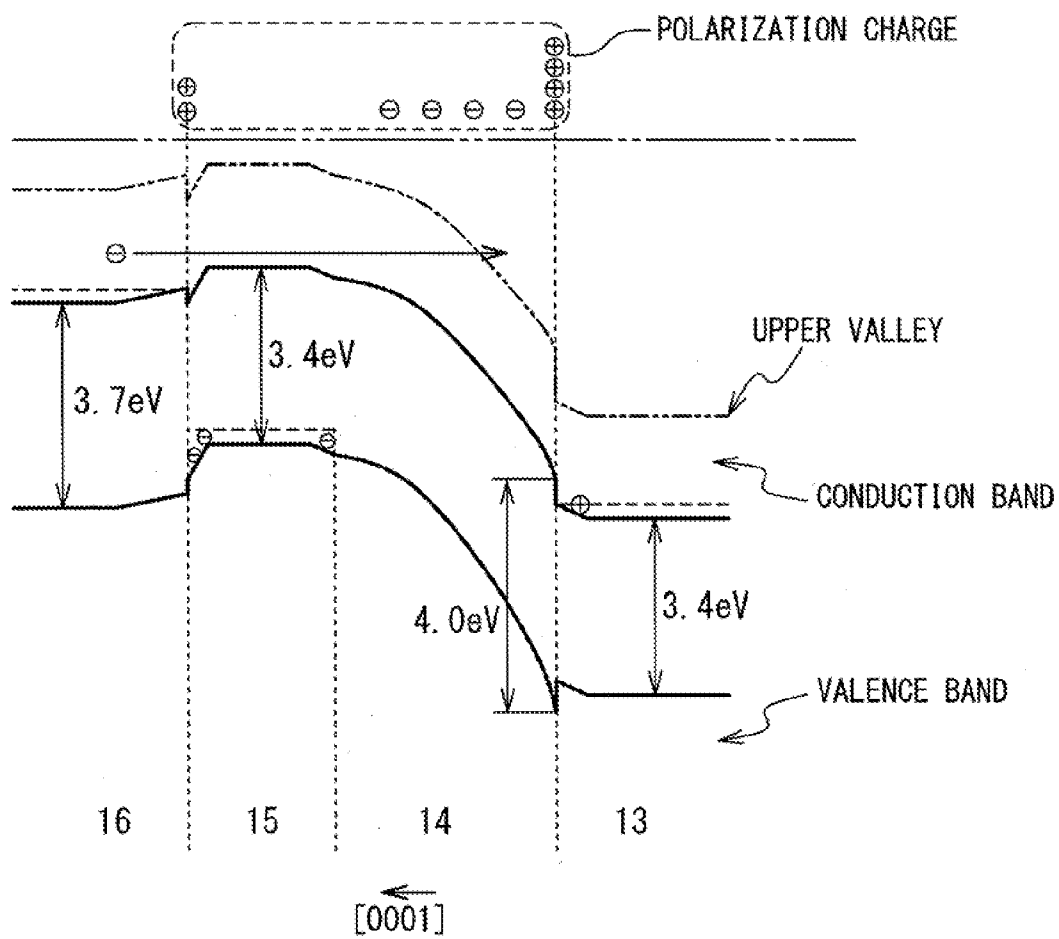 POLARIZATION CHARGE
UPPER VALLEY
3.4eV
3.7eV
CONDUCTION BAND
4.0eV
3.4eV
VALENCE BAND
16 15 14 13
[0001]